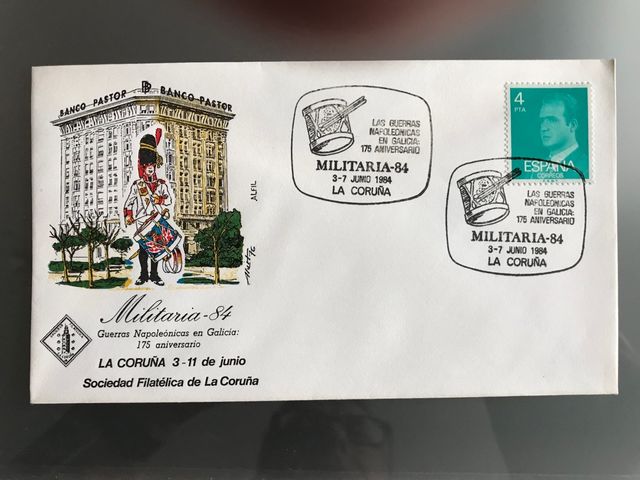 BANCO PASTOR BP BANCO PASTOR
ALFIL
Militaria-84
Guerras Napoleónicas en Galicia:
175 aniversario
LA CORUÑA 3-11 de junio
Sociedad Filatélica de La Coruña
LAS GUERRAS
NAPOLEONICAS
EN GALICIA:
175 ANIVERSARIO
MILITARIA-84
3-7 JUNIO 1984
LA CORUÑA
4
PTA
ESPAÑA
CORREOS
LAS GUERRAS
NAPOLEONICAS
EN GALICIA:
175 ANIVERSARIO
MILITARIA-84
3-7 JUNIO 1984
LA CORUÑA